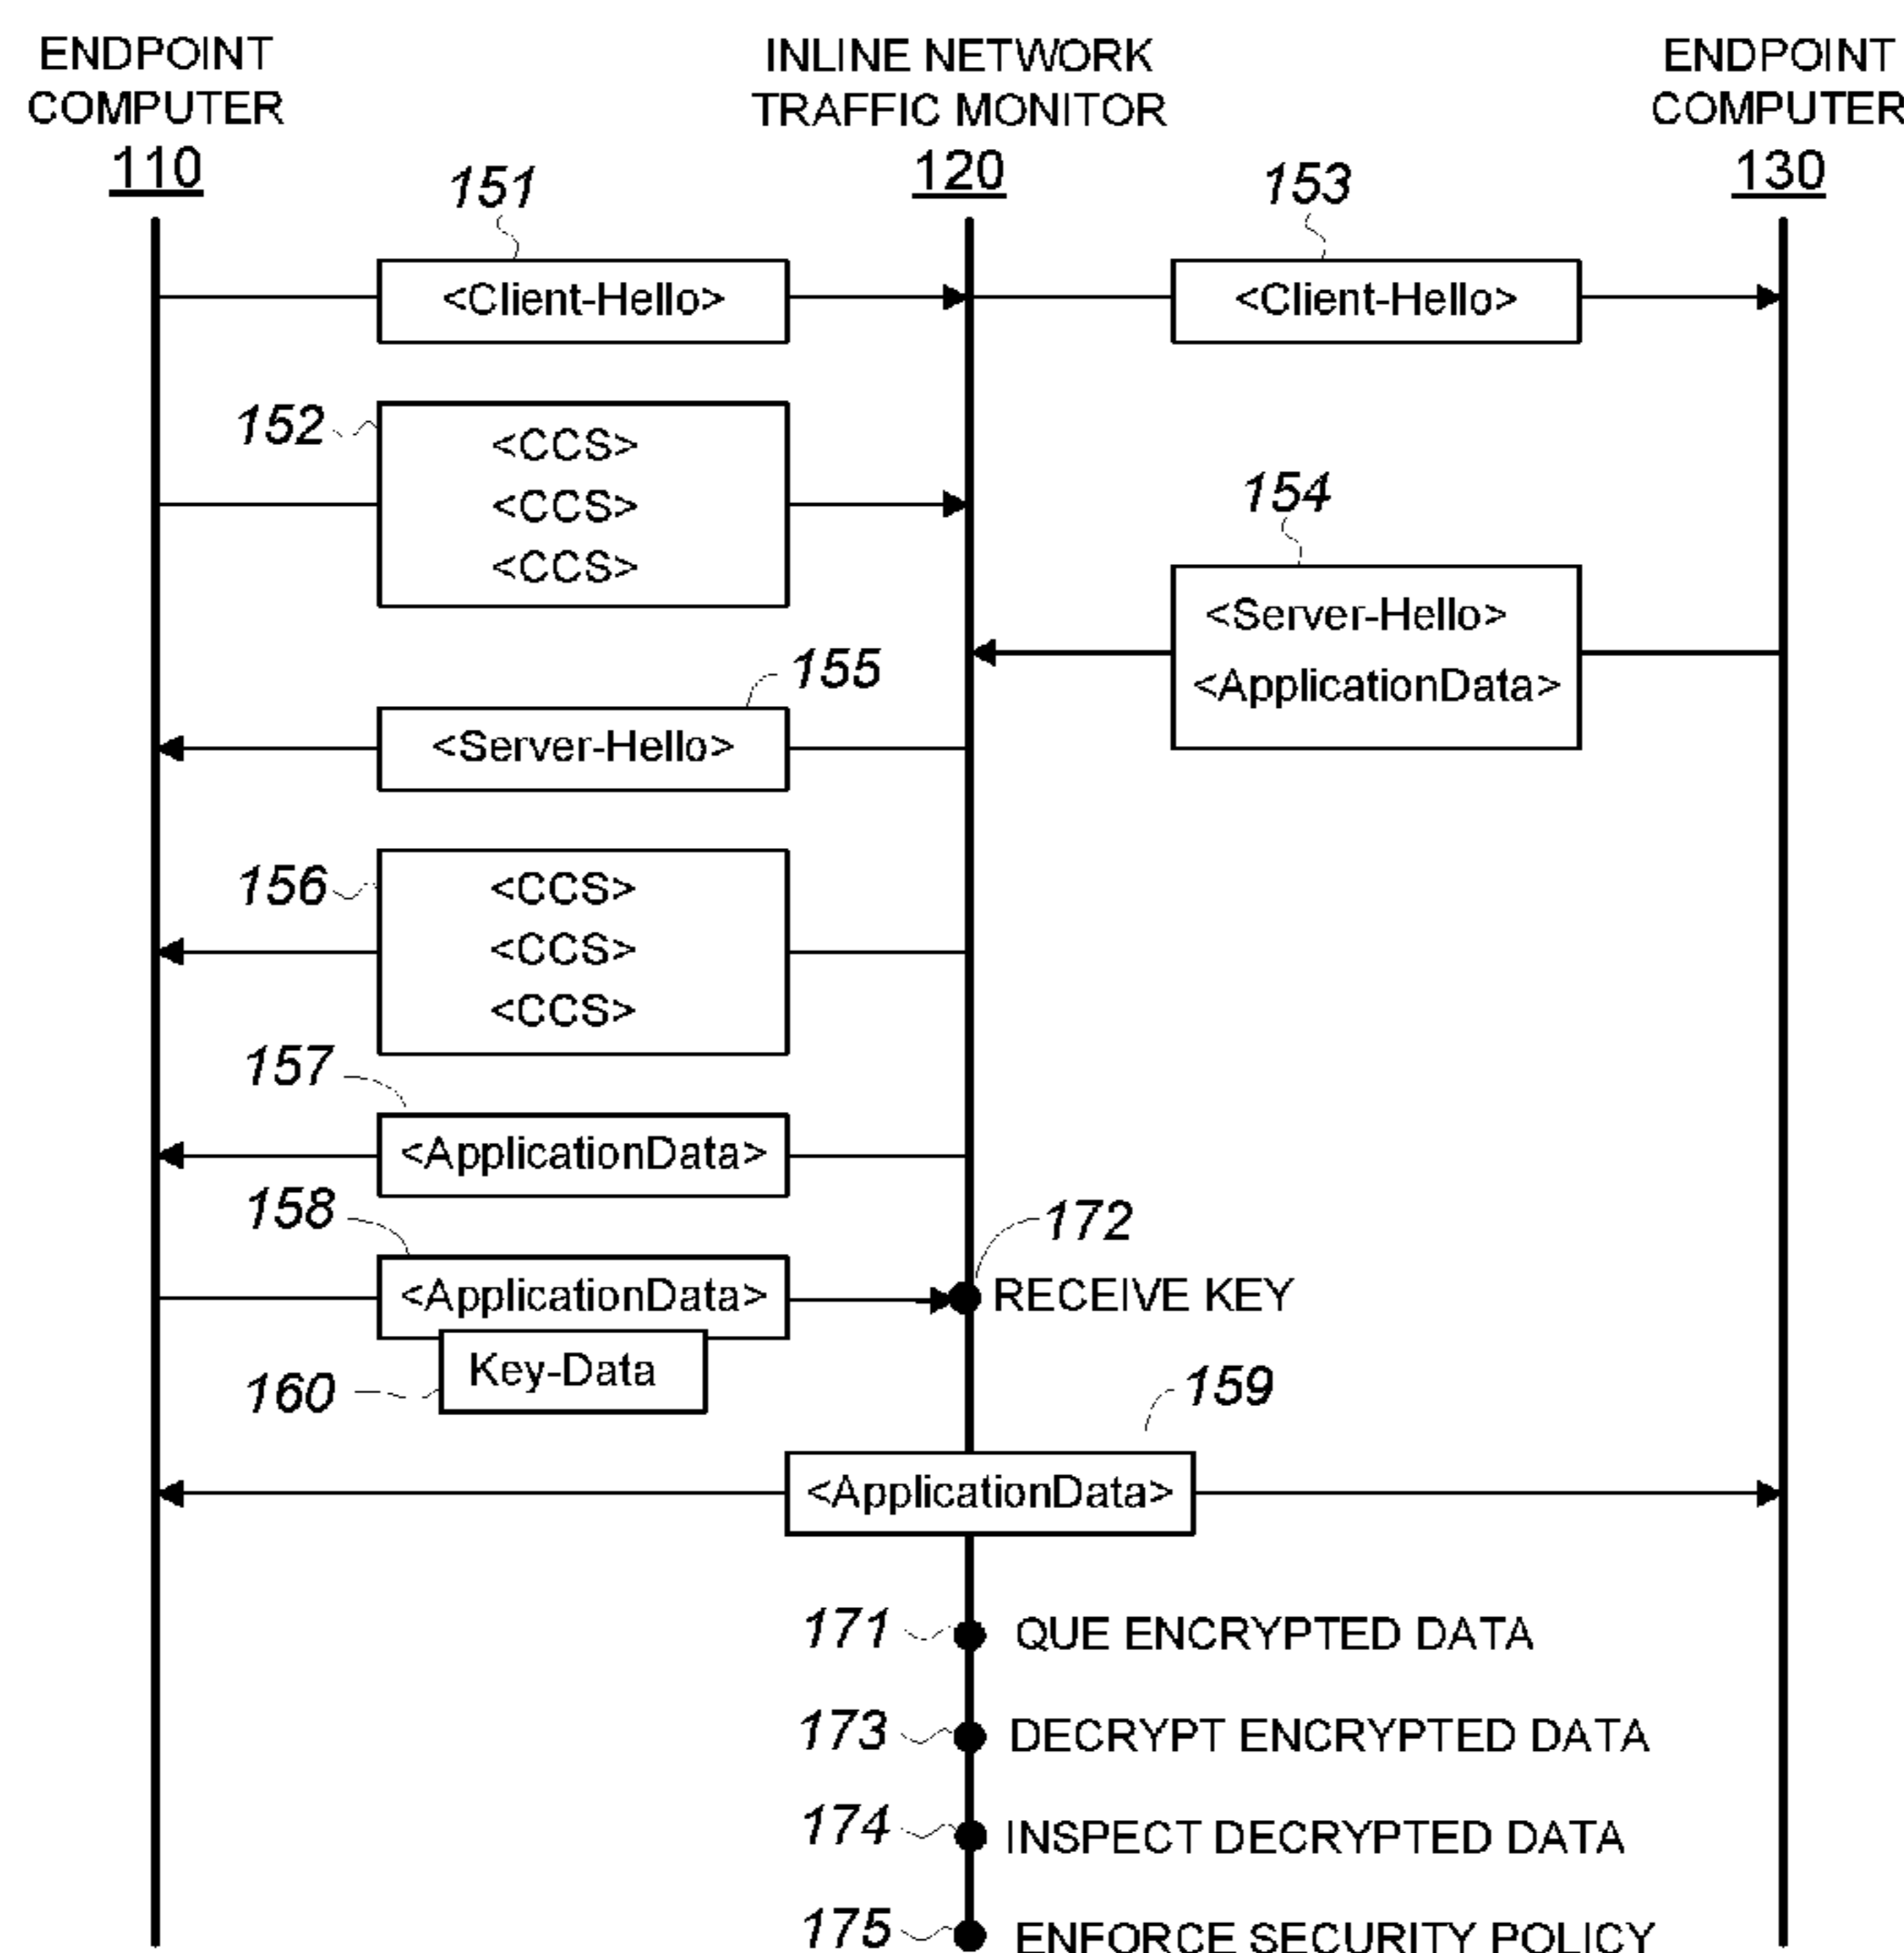 ENDPOINT
COMPUTER
110
INLINE NETWORK
TRAFFIC MONITOR
120
ENDPOINT
COMPUTER
130
151
153
<Client-Hello>
<Client-Hello>
152
<CCS>
<CCS>
<CCS>
154
<Server-Hello>
<ApplicationData>
155
<Server-Hello>
156
<CCS>
<CCS>
<CCS>
157
<ApplicationData>
158
172
<ApplicationData>
RECEIVE KEY
Key-Data
160
159
<ApplicationData>
171 QUE ENCRYPTED DATA
173 DECRYPT ENCRYPTED DATA
174 INSPECT DECRYPTED DATA
175 ENFORCE SECURITY POLICY